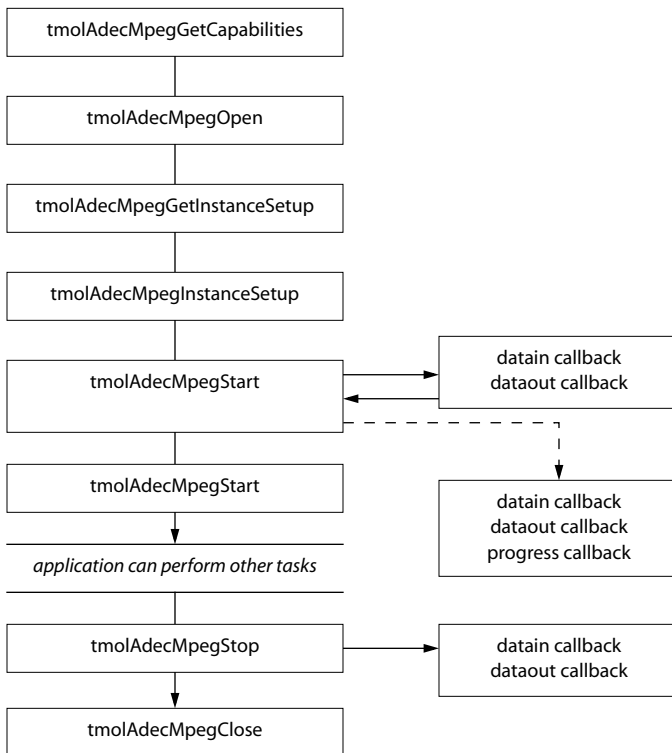 tmolAdecMpegGetCapabilities
tmolAdecMpegOpen
tmolAdecMpegGetInstanceSetup
tmolAdecMpegInstanceSetup
tmolAdecMpegStart
datain callback
dataout callback
tmolAdecMpegStart
datain callback
dataout callback
progress callback
application can perform other tasks
tmolAdecMpegStop
datain callback
dataout callback
tmolAdecMpegClose